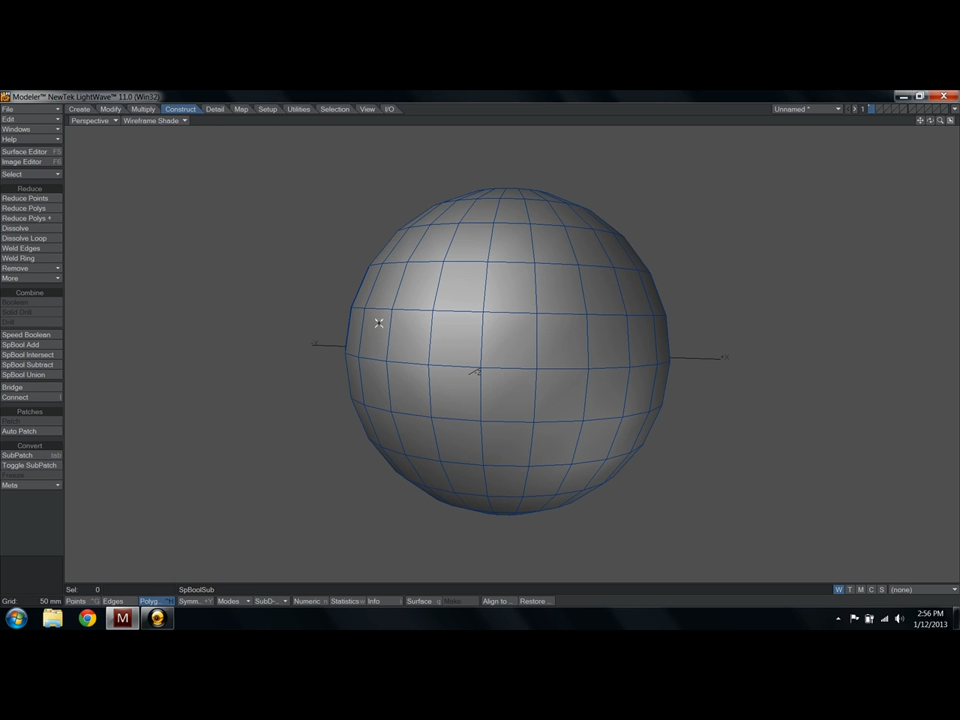 Modeler™ NewTek LightWave™ 11.0 (Win32)
File Create Modify Multiply Construct Detail Map Setup Utilities Selection View I/O Unnamed * 1
Edit Perspective Wireframe Shade
Windows
Help
Surface Editor F5
Image Editor F6
Select
Reduce
Reduce Points
Reduce Polys
Reduce Polys +
Dissolve
Dissolve Loop
Weld Edges
Weld Ring
Remove
More
Combine
Boolean
Solid Drill
Drill
Speed Boolean
SpBool Add
SpBool Intersect
SpBool Subtract
SpBool Union
Bridge
Connect
Patches
Patch
Auto Patch
Convert
SubPatch tab
Toggle SubPatch
Freeze
Meta
Sel: 0 SpBoolSub W T M C S (none)
Grid: 50 mm Points ^G Edges Polyg... ^H Symm... +Y Modes SubD-... Numeric n Statistics w Info i Surface q Make Align to ... Restore...
2:56 PM
1/12/2013